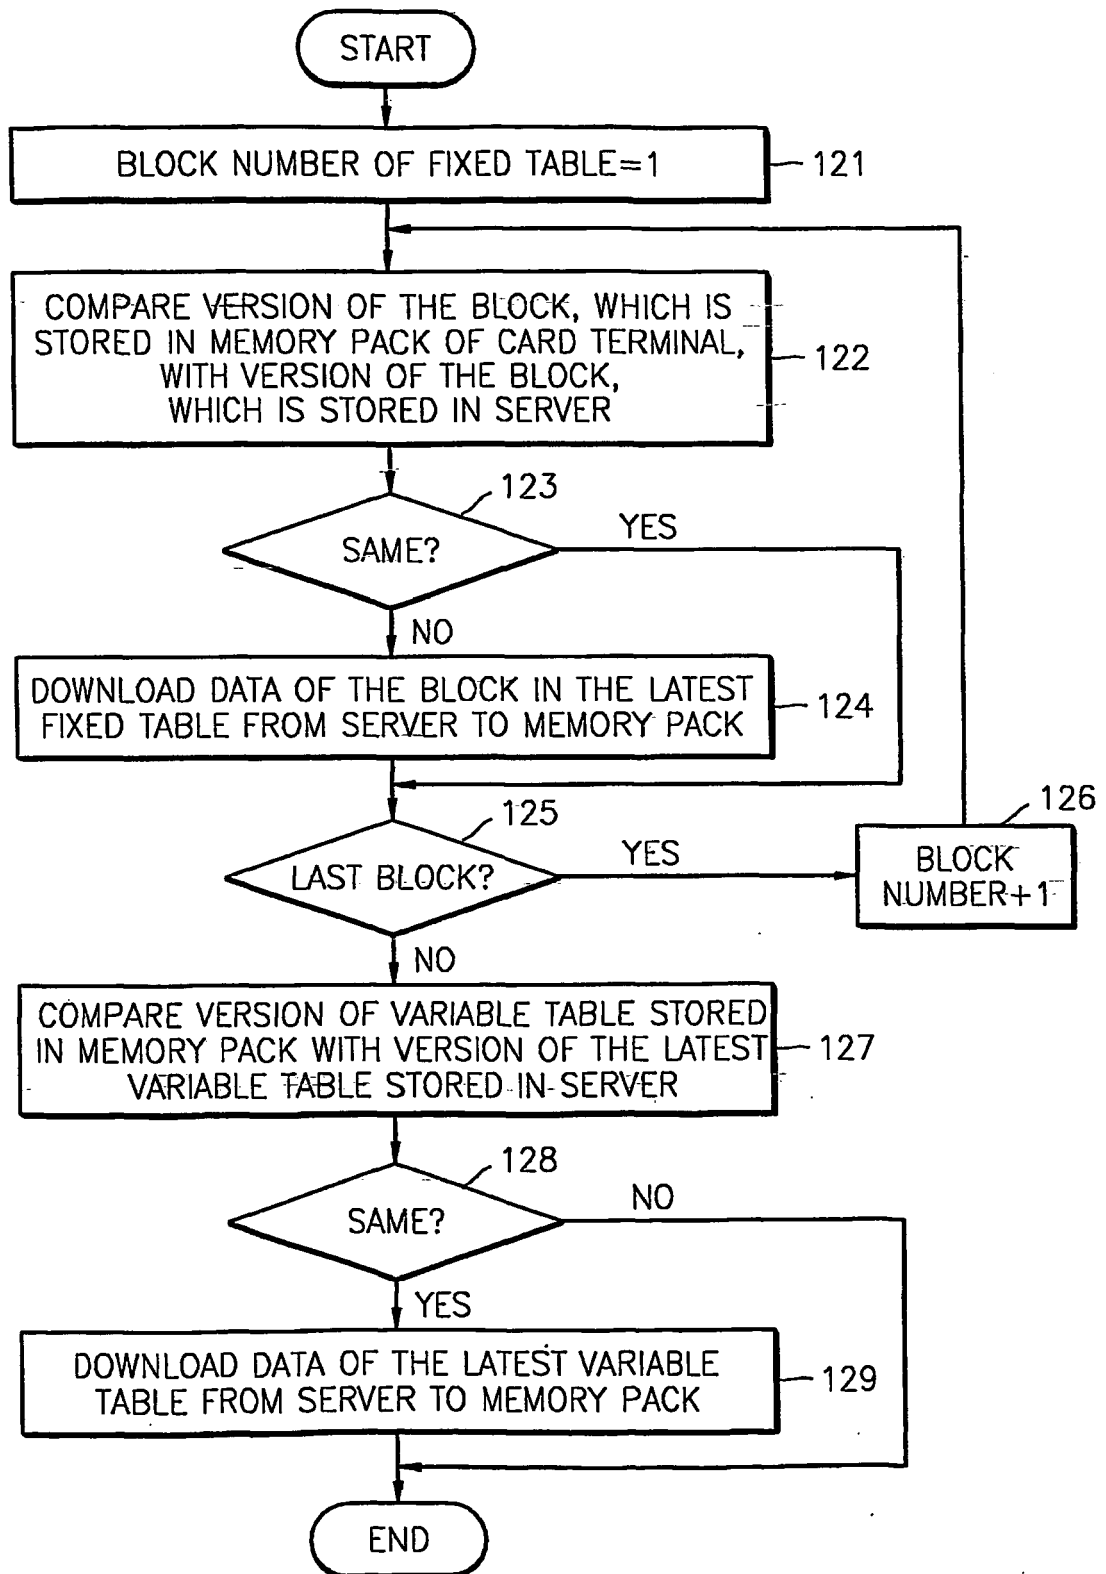 START
BLOCK NUMBER OF FIXED TABLE=1
121
COMPARE VERSION OF THE BLOCK, WHICH IS
STORED IN MEMORY PACK OF CARD TERMINAL,
WITH VERSION OF THE BLOCK,
WHICH IS STORED IN SERVER
122
123
SAME?
YES
NO
DOWNLOAD DATA OF THE BLOCK IN THE LATEST
FIXED TABLE FROM SERVER TO MEMORY PACK
124
125
LAST BLOCK?
YES
126
BLOCK
NUMBER+1
NO
COMPARE VERSION OF VARIABLE TABLE STORED
IN MEMORY PACK WITH VERSION OF THE LATEST
VARIABLE TABLE STORED IN SERVER
127
128
SAME?
NO
YES
DOWNLOAD DATA OF THE LATEST VARIABLE
TABLE FROM SERVER TO MEMORY PACK
129
END